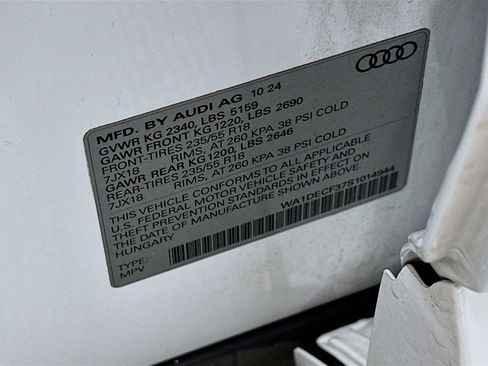 MFD. BY AUDI AG 10 24
GVWR KG 2340, LBS 5159
GAWR FRONT KG 1220, LBS 2690
FRONT-TIRES 235/55 R18
7JX18 RIMS, AT 260 KPA 38 PSI COLD
GAWR REAR KG 1200, LBS 2646
REAR-TIRES 235/55 R18
7JX18 RIMS, AT 260 KPA 38 PSI COLD
THIS VEHICLE CONFORMS TO ALL APPLICABLE
U.S. FEDERAL MOTOR VEHICLE SAFETY AND
THEFT PREVENTION STANDARDS IN EFFECT ON
THE DATE OF MANUFACTURE SHOWN ABOVE.
HUNGARY
WA1DECF37S1014944
TYPE:
MPV